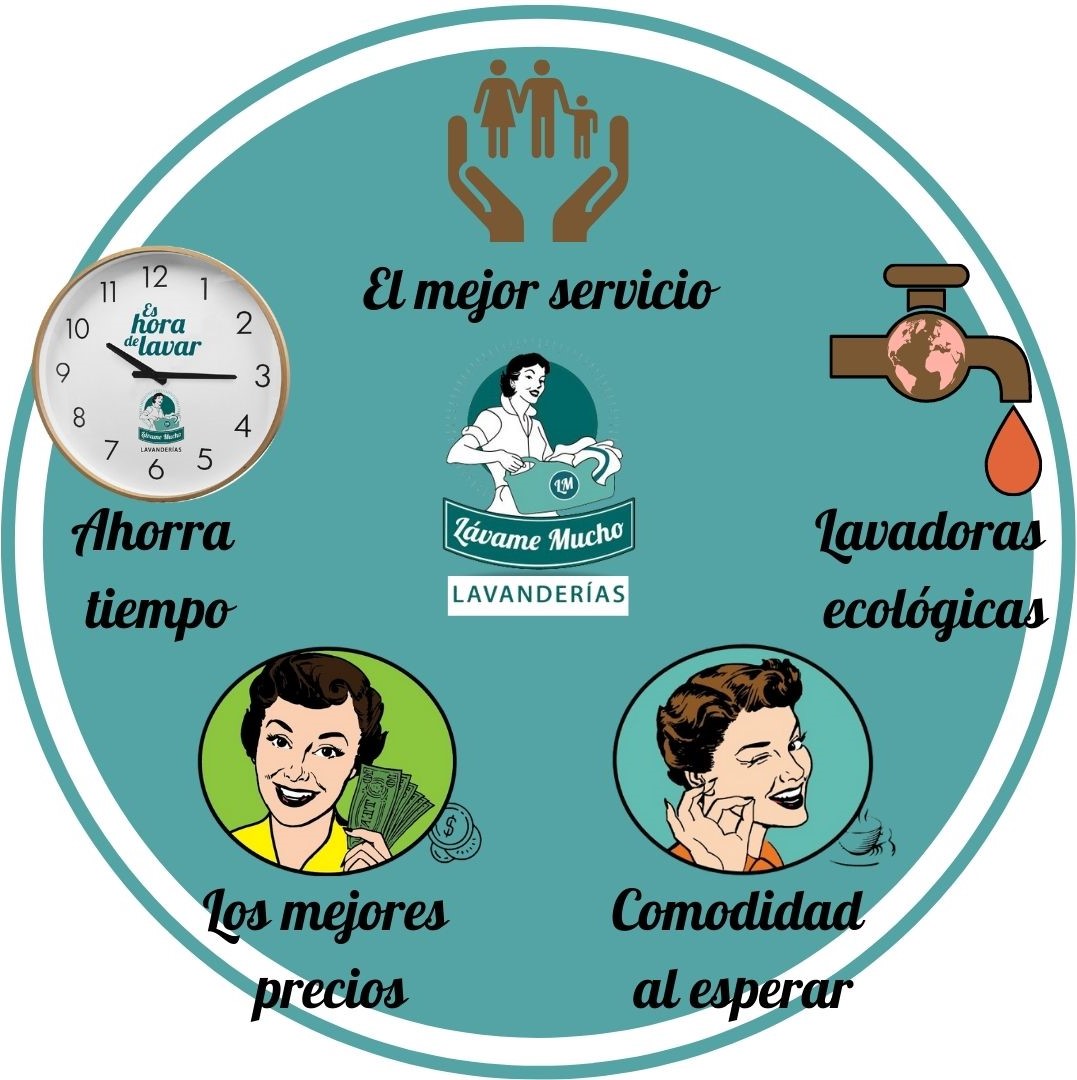 El mejor servicio
12
11
1
10
2
9
3
8
4
7
5
6
Es
hora
de lavar
Lávame Mucho
LAVANDERÍAS
Ahorra
tiempo
LM
Lávame Mucho
LAVANDERÍAS
Lavadoras
ecológicas
$
Los mejores
precios
Comodidad
al esperar